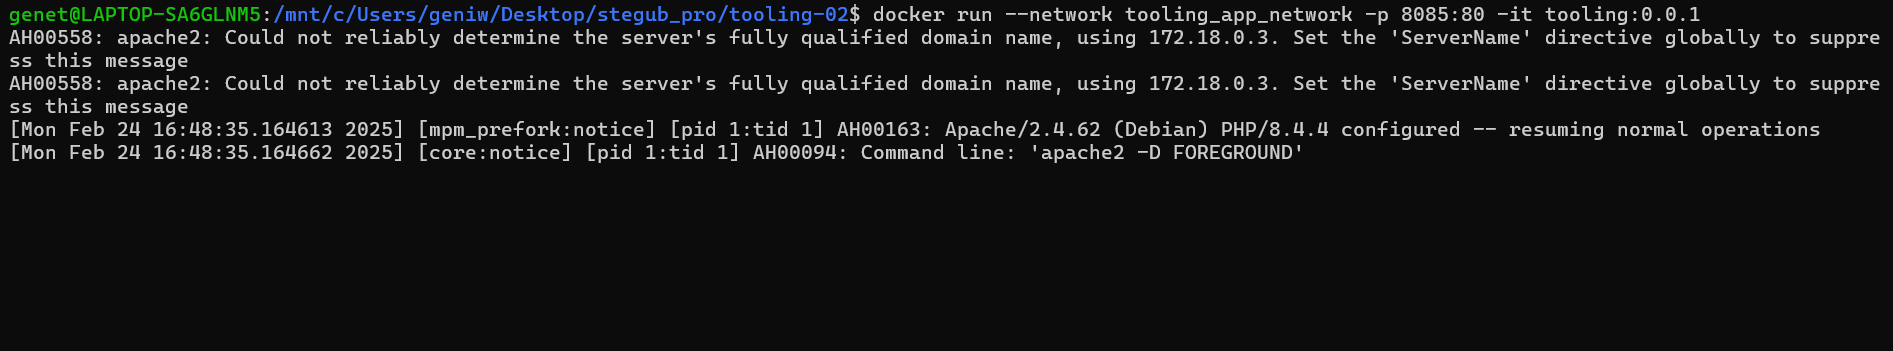 genet@LAPTOP-SA6GLNM5:/mnt/c/Users/geniw/Desktop/stegub_pro/tooling-02$ docker run --network tooling_app_network -p 8085:80 -it tooling:0.0.1
AH00558: apache2: Could not reliably determine the server's fully qualified domain name, using 172.18.0.3. Set the 'ServerName' directive globally to suppre
ss this message
AH00558: apache2: Could not reliably determine the server's fully qualified domain name, using 172.18.0.3. Set the 'ServerName' directive globally to suppre
ss this message
[Mon Feb 24 16:48:35.164613 2025] [mpm_prefork:notice] [pid 1:tid 1] AH00163: Apache/2.4.62 (Debian) PHP/8.4.4 configured -- resuming normal operations
[Mon Feb 24 16:48:35.164662 2025] [core:notice] [pid 1:tid 1] AH00094: Command line: 'apache2 -D FOREGROUND'